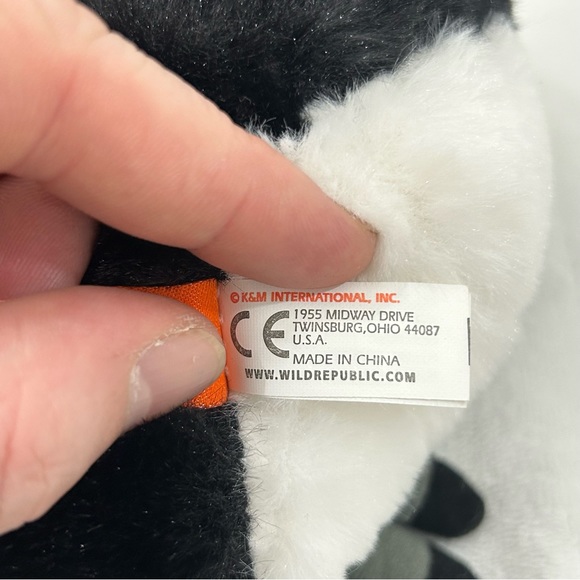 © K&M INTERNATIONAL, INC.
CE
1955 MIDWAY DRIVE
TWINSBURG,OHIO 44087
U.S.A.
MADE IN CHINA
WWW.WILDREPUBLIC.COM